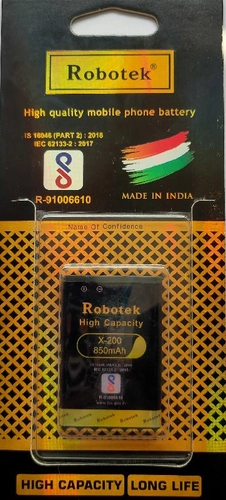 Robotek®
High quality mobile phone battery
IS 16046 (PART 2) : 2018
IEC 62133-2 : 2017
R-91006610
MADE IN INDIA
Name Of Confidence
Robotek
High Capacity
X-200
850mAh
HIGH CAPACITY
LONG LIFE